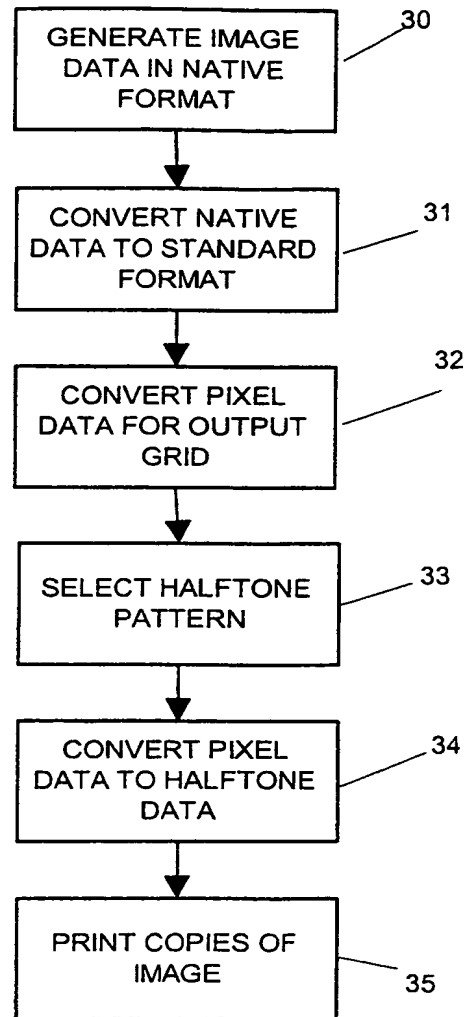 GENERATE IMAGE
DATA IN NATIVE
FORMAT
30
CONVERT NATIVE
DATA TO STANDARD
FORMAT
31
CONVERT PIXEL
DATA FOR OUTPUT
GRID
32
SELECT HALFTONE
PATTERN
33
CONVERT PIXEL
DATA TO HALFTONE
DATA
34
PRINT COPIES OF
IMAGE
35